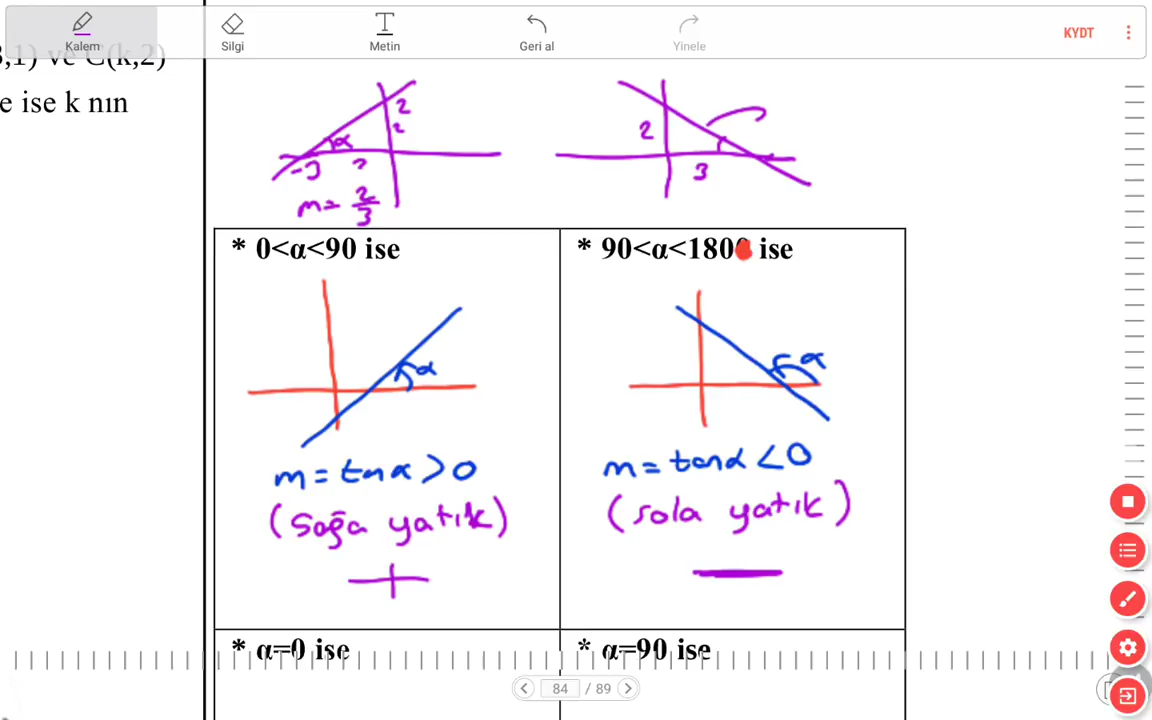 Kalem
Silgi
Metin
Geri al
Yinele
KYDT
,1) ve C(k,2)
e ise k nın
2
2
α
-3
m= 2/3
2
3
* 0<α<90 ise
* 90<α<180 ise
α
α
m = tanα > 0
m = tanα < 0
(sağa yatık)
(sola yatık)
+
—
* α=0 ise
* α=90 ise
84 / 89